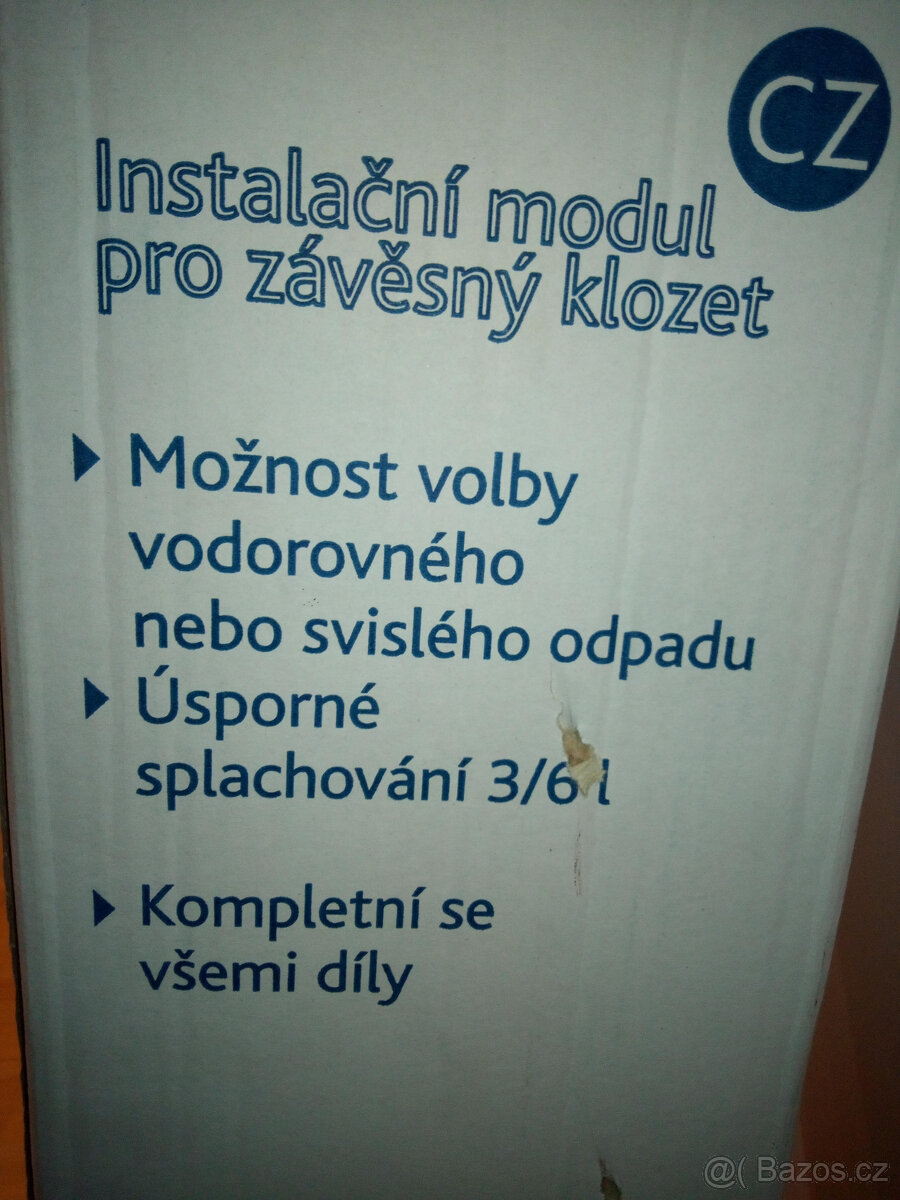 CZ
Instalační modul
pro závěsný klozet
Možnost volby
vodorovného
nebo svislého odpadu
Úsporné
splachování 3/6 l
Kompletní se
všemi díly
@( Bazos.cz